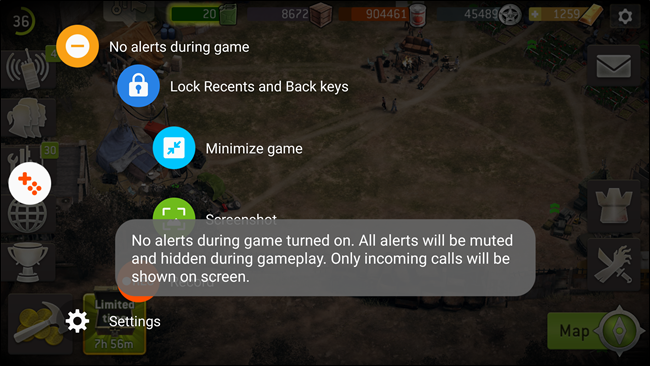 36
20
8672
904461
45489
1259
No alerts during game
Lock Recents and Back keys
Minimize game
30
Screenshot
No alerts during game turned on. All alerts will be muted
and hidden during gameplay. Only incoming calls will be
shown on screen.
Record
Limited
time
Settings
7h 56m
Map